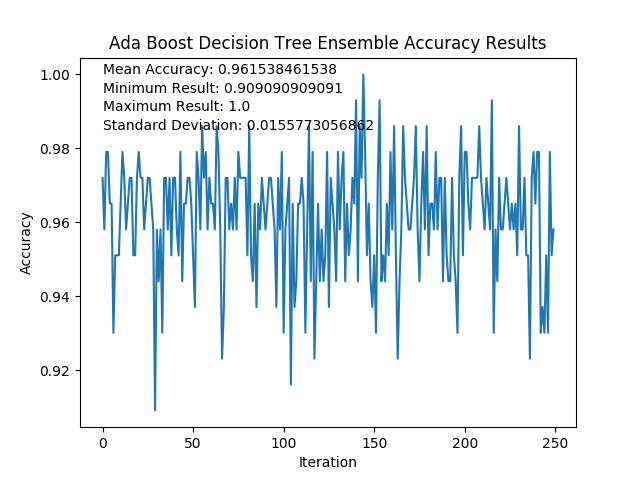 Ada Boost Decision Tree Ensemble Accuracy Results
Mean Accuracy: 0.961538461538
Minimum Result: 0.909090909091
Maximum Result: 1.0
Standard Deviation: 0.0155773056862
1.00
0.98
0.96
0.94
0.92
Accuracy
0 50 100 150 200 250
Iteration